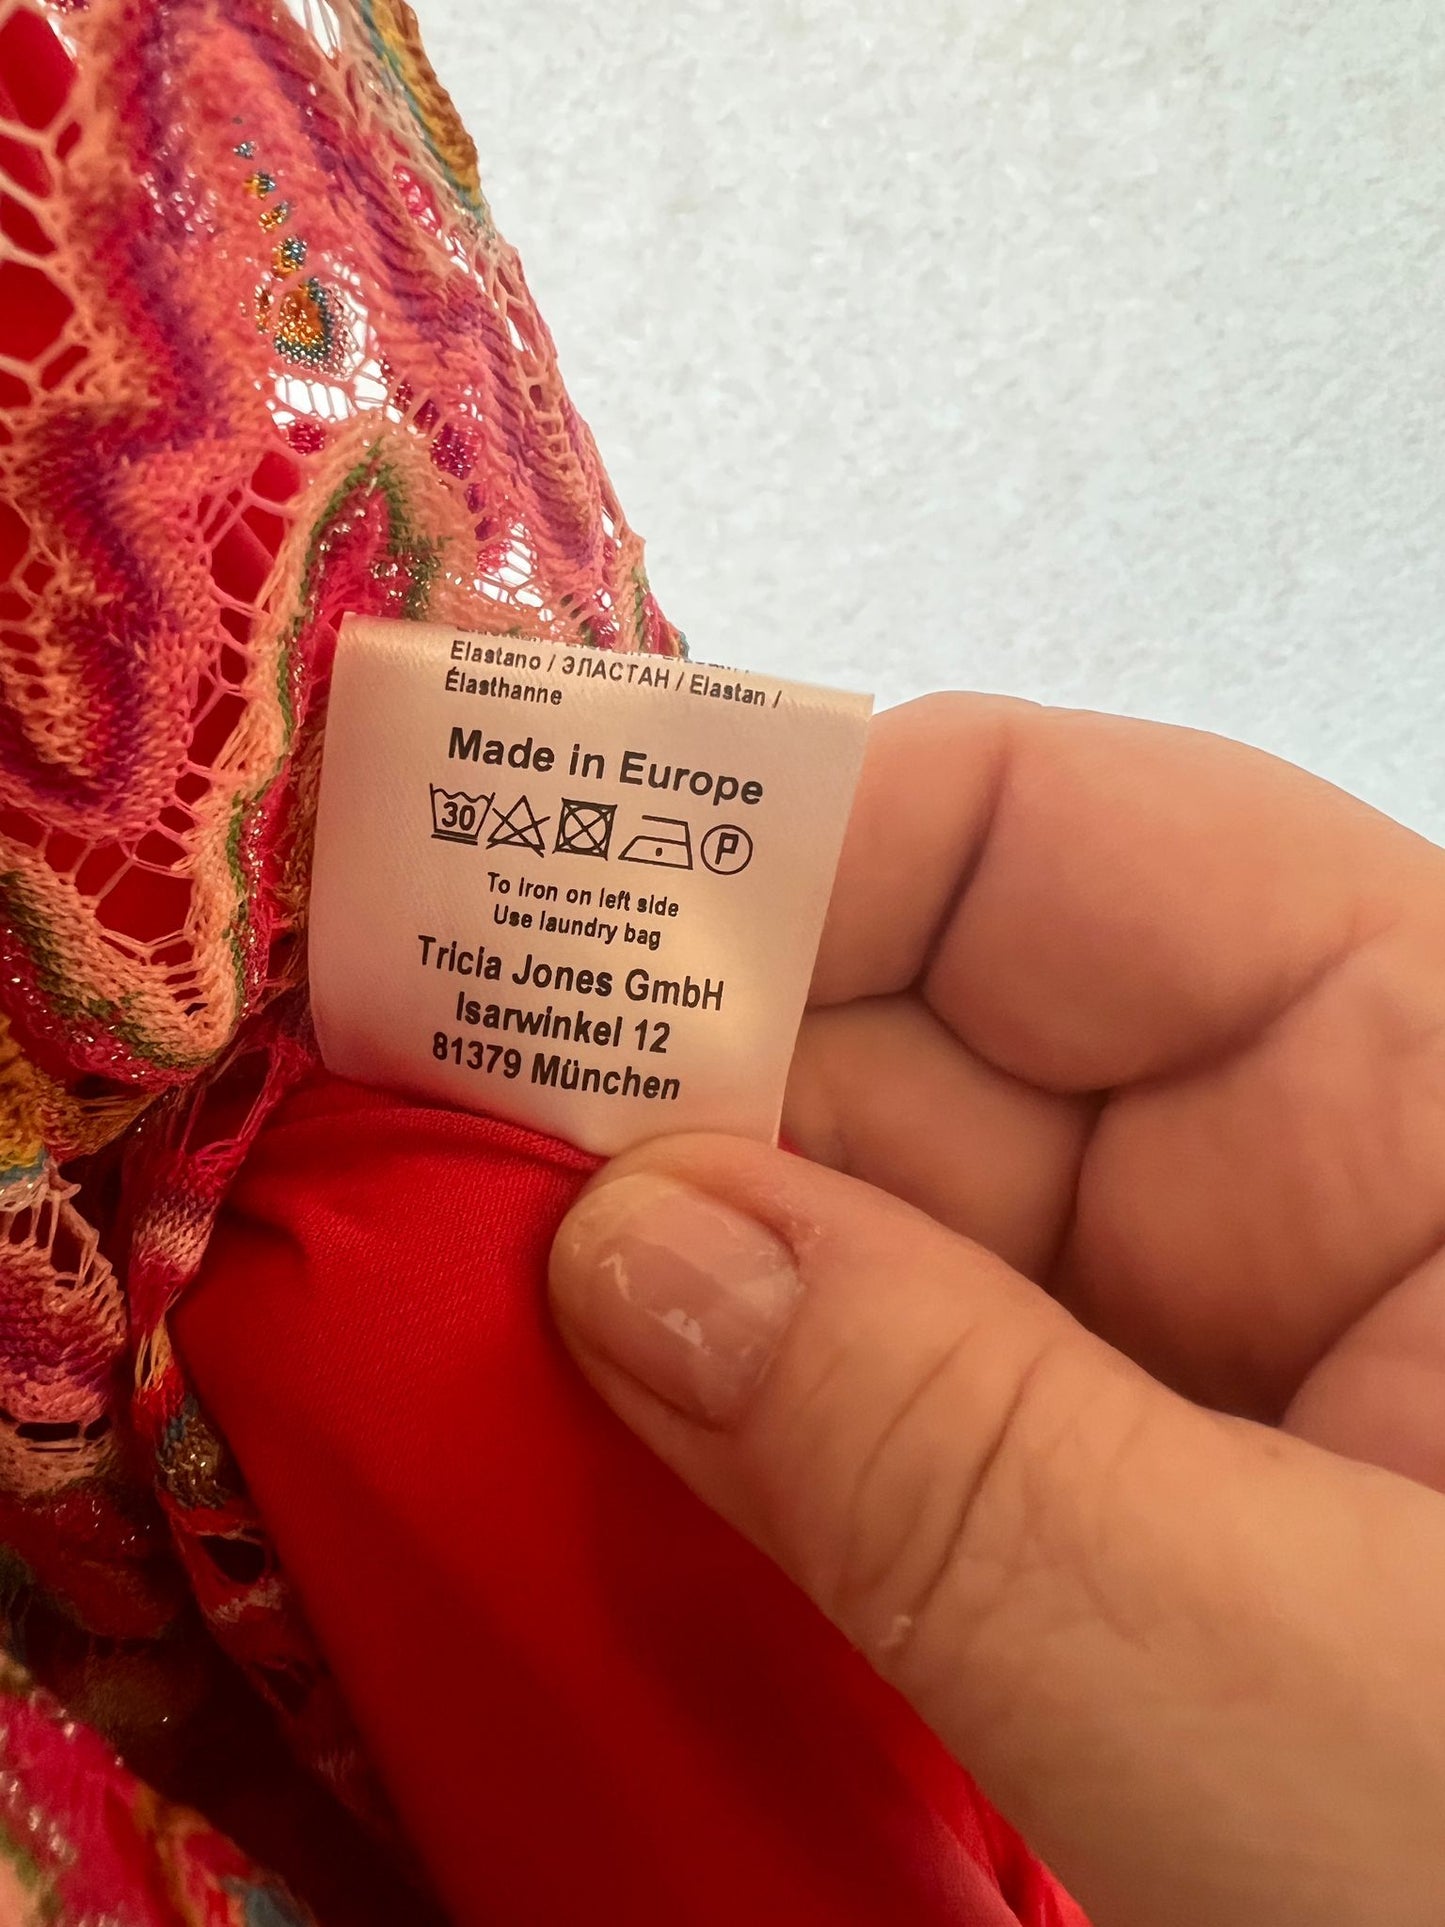 Elastano / ЭЛАСТАН / Elastan /
Élasthanne
Made in Europe
30 P
To iron on left side
Use laundry bag
Tricia Jones GmbH
Isarwinkel 12
81379 München